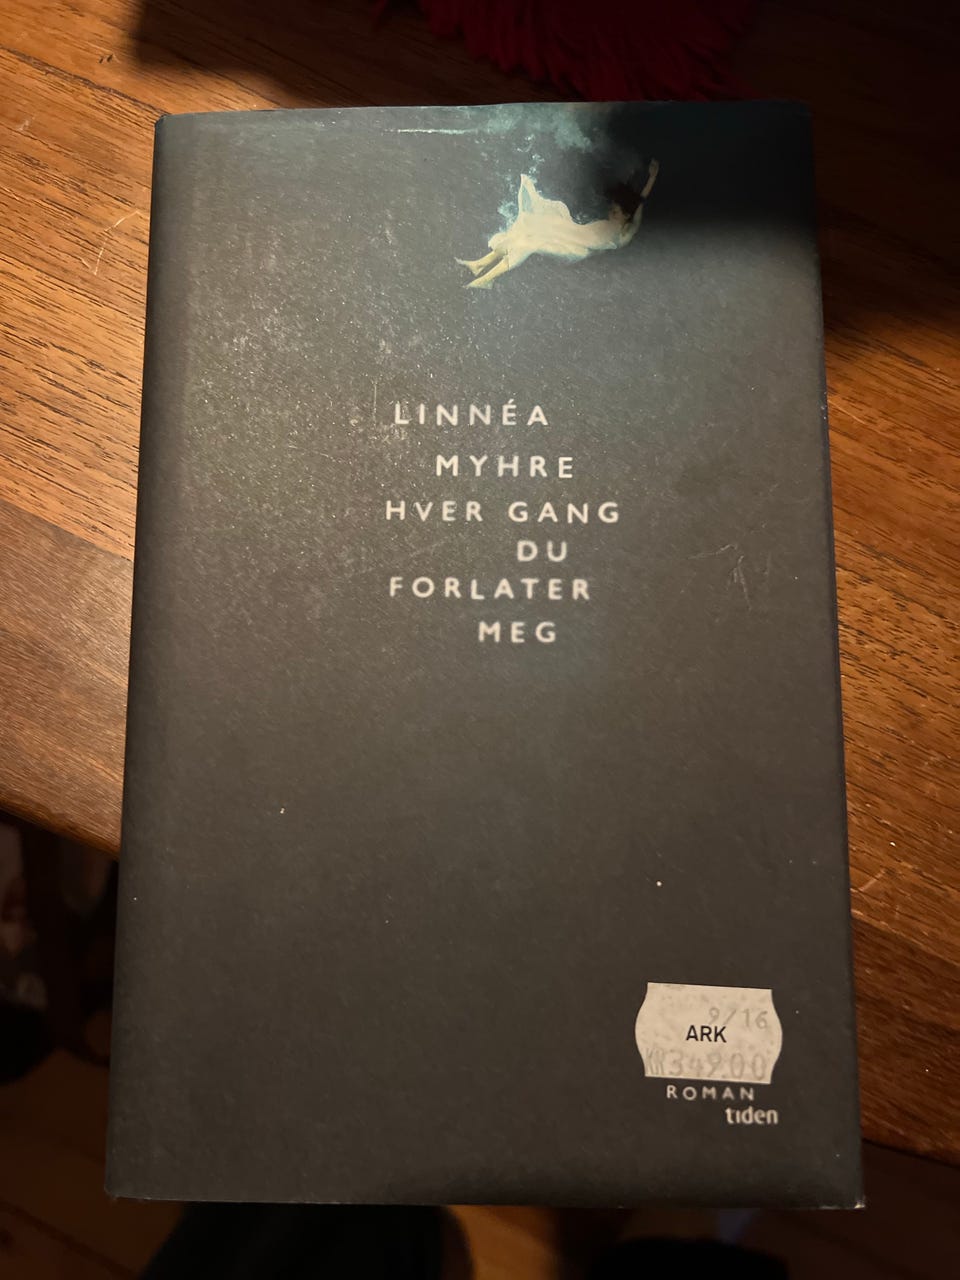 LINNÉA
MYHRE
HVER GANG
DU
FORLATER
MEG
9/16
ARK
KR349.00
ROMAN
tiden